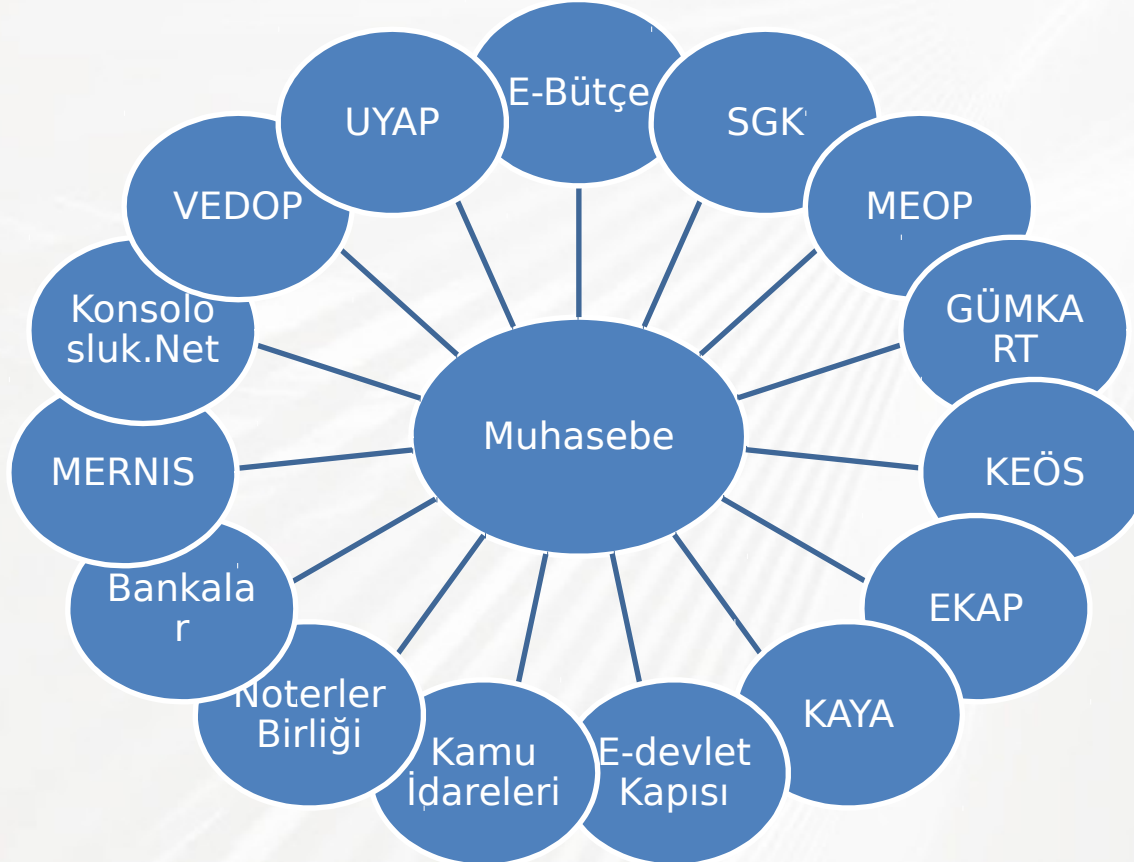 E-Bütçe
UYAP
SGK
VEDOP
MEOP
Konsolo
sluk.Net
GÜMKA
RT
Muhasebe
MERNIS
KEÖS
Bankala
r
EKAP
Noterler
Birliği
KAYA
Kamu
İdareleri
E-devlet
Kapısı